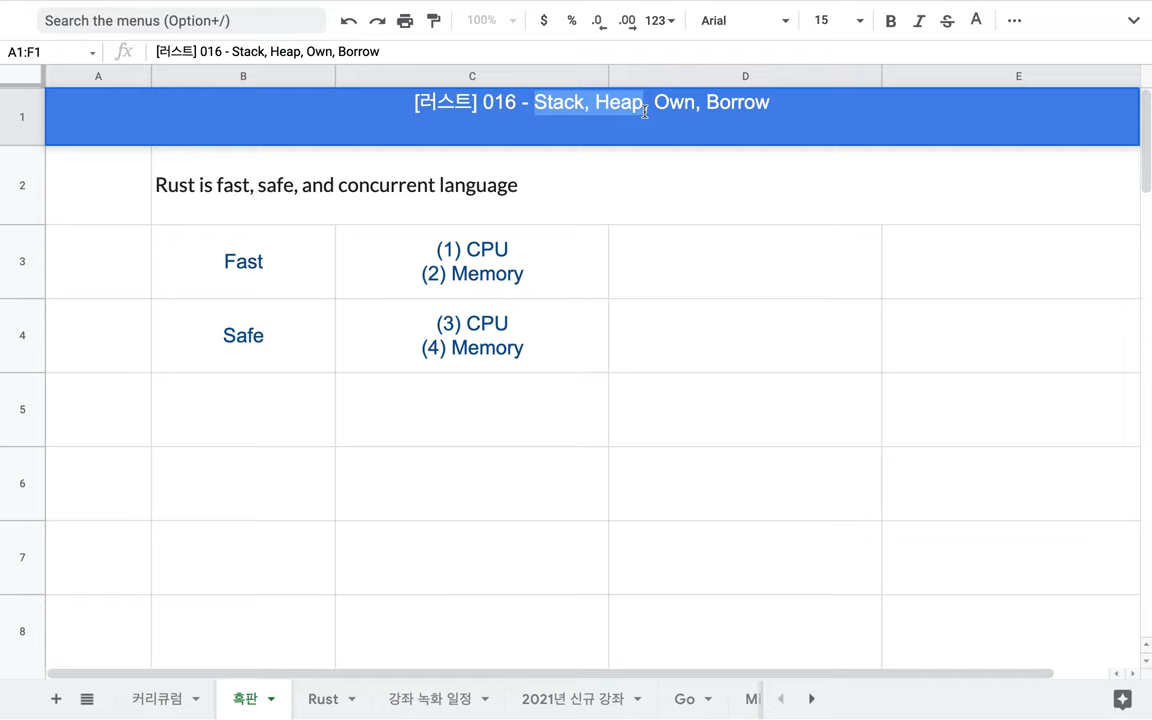 Search the menus (Option+/)
100%
$ % .0 .00 123
Arial
15
B I S A
A1:F1
fx
[러스트] 016 - Stack, Heap, Own, Borrow
A B C D E
1
[러스트] 016 - Stack, Heap, Own, Borrow
2
Rust is fast, safe, and concurrent language
3
Fast
(1) CPU
(2) Memory
4
Safe
(3) CPU
(4) Memory
5
6
7
8
커리큘럼 흑판 Rust 강좌 녹화 일정 2021년 신규 강좌 Go Mi